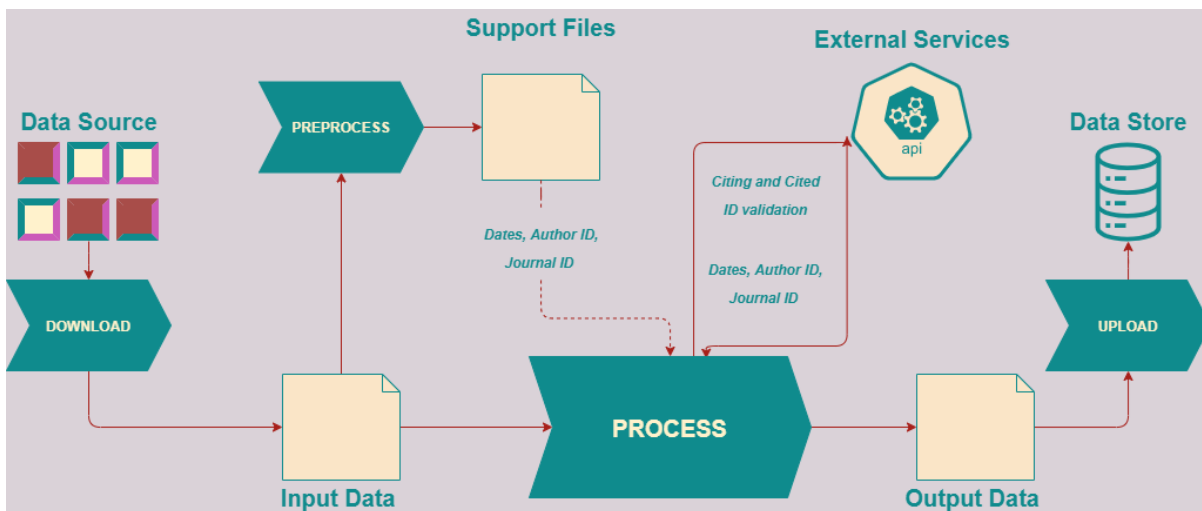 Support Files
External Services
Data Source
PREPROCESS
api
Data Store
Citing and Cited
ID validation
Dates, Author ID,
Journal ID
Dates, Author ID,
Journal ID
DOWNLOAD
UPLOAD
PROCESS
Input Data
Output Data